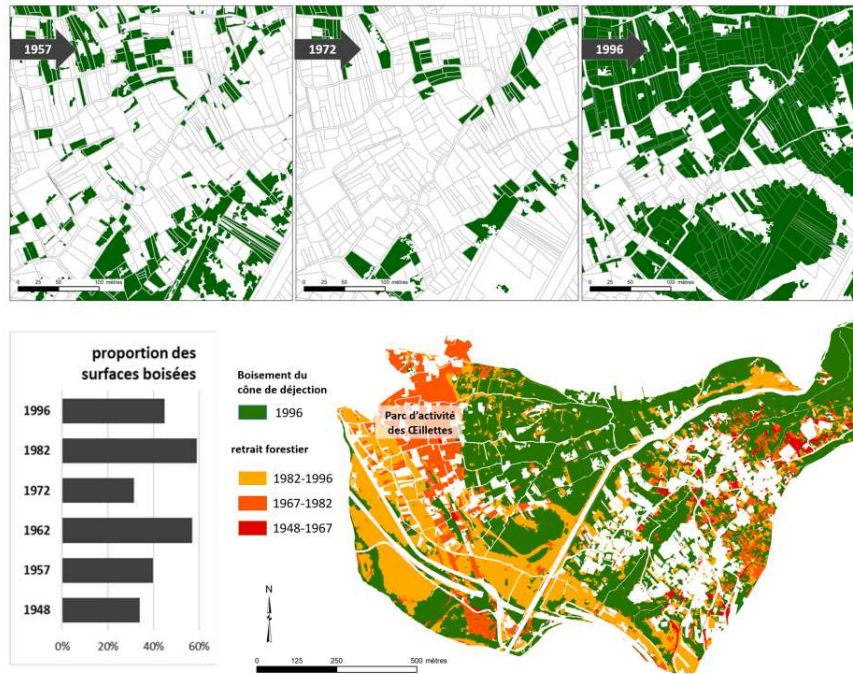 1957
1972
1996
0 25 50 100 mètres
0 25 50 100 mètres
0 25 50 100 mètres
proportion des
surfaces boisées
1996
1982
1972
1962
1957
1948
0% 20% 40% 60%
Boisement du
cône de déjection
1996
retrait forestier
1982-1996
1967-1982
1948-1967
Parc d'activité
des Œillettes
N
0 125 250 500 mètres